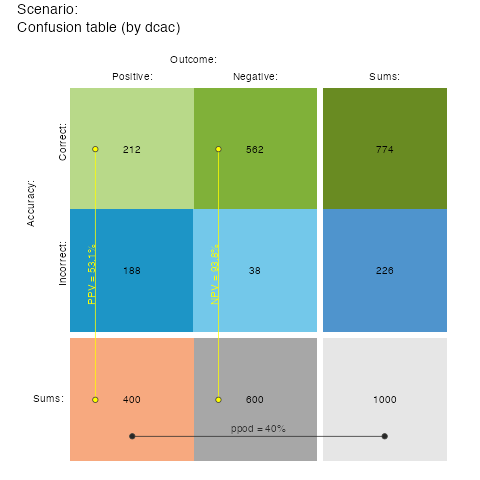 Scenario:
Confusion table (by dcac)
Outcome:
Positive:
Negative:
Sums:
Accuracy:
Correct:
212
562
774
Incorrect:
188
38
226
PPV = 53.1%
NPV = 93.8%
Sums:
400
600
1000
ppod = 40%